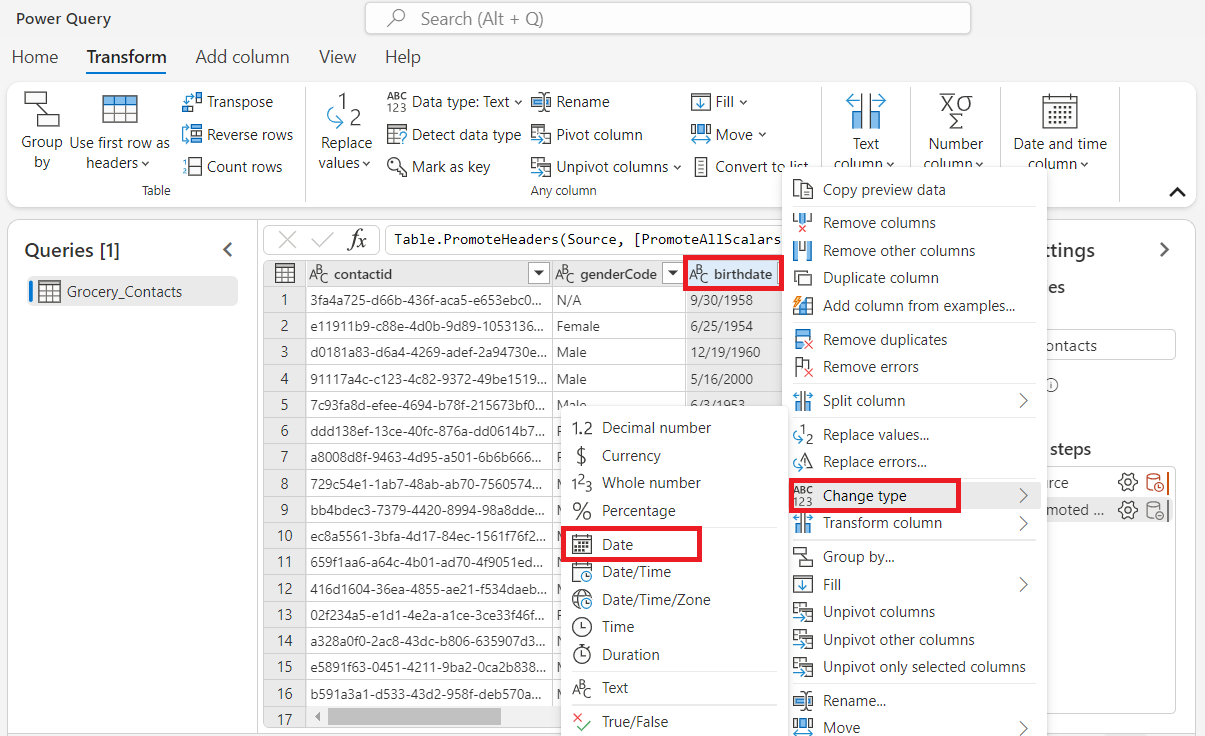 Power Query
Search (Alt + Q)
Home Transform Add column View Help
Group by
Use first row as headers
Transpose
Reverse rows
Count rows
Table
Replace values
ABC 123 Data type: Text
Detect data type
Mark as key
Rename
Pivot column
Unpivot columns
Any column
Fill
Move
Convert to list
Text column
Number column
Date and time column
Queries [1]
Grocery_Contacts
fx
Table.PromoteHeaders(Source, [PromoteAllScalars
ABC contactid ABC genderCode ABC birthdate
1 3fa4a725-d66b-436f-aca5-e653ebc0... N/A 9/30/1958
2 e11911b9-c88e-4d0b-9d89-1053136... Female 6/25/1954
3 d0181a83-d6a4-4269-adef-2a94730e... Male 12/19/1960
4 91117a4c-c123-4c82-9372-49be1519... Male 5/16/2000
5 7c93fa8d-efee-4694-b78f-215673bf0... Male 6/3/1953
6 ddd138ef-13ce-40fc-876a-dd0614b7...
7 a8008d8f-9463-4d95-a501-6b6b666...
8 729c54e1-1ab7-48ab-ab70-7560574...
9 bb4bdec3-7379-4420-8994-98a8dde...
10 ec8a5561-3bfa-4d17-84ec-1561f76f2...
11 659f1aa6-a64c-4b01-ad70-4f9051ed...
12 416d1604-36ea-4855-ae21-f534daeb...
13 02f234a5-e1d1-4e2a-a1ce-3ce33f46f...
14 a328a0f0-2ac8-43dc-b806-635907d3...
15 e5891f63-0451-4211-9ba2-0ca2b838...
16 b591a3a1-d533-43d2-958f-deb570a...
17
1.2 Decimal number
$ Currency
123 Whole number
% Percentage
Date
Date/Time
Date/Time/Zone
Time
Duration
ABC Text
True/False
Copy preview data
Remove columns
Remove other columns
Duplicate column
Add column from examples...
Remove duplicates
Remove errors
Split column
Replace values...
Replace errors...
ABC 123 Change type
Transform column
Group by...
Fill
Unpivot columns
Unpivot other columns
Unpivot only selected columns
Rename...
Move
ttings
es
ontacts
steps
rce
moted ...